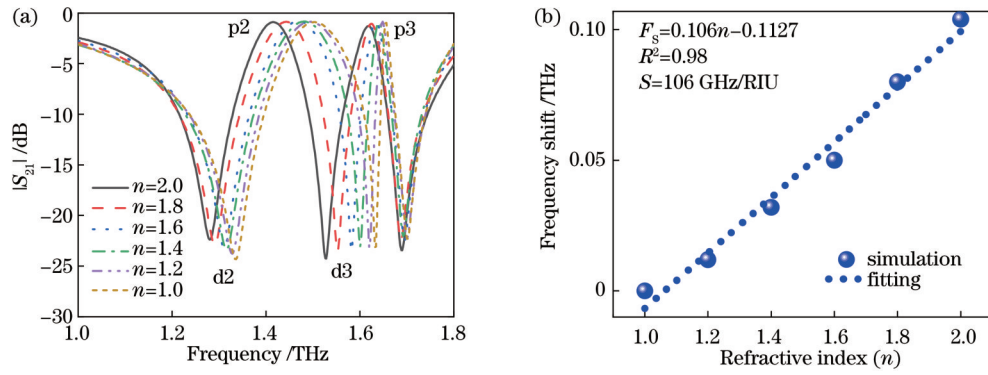 (a)
0
−5
−10
−15
−20
−25
−30
|S21| /dB
p2
p3
d2
d3
n=2.0
n=1.8
n=1.6
n=1.4
n=1.2
n=1.0
1.0 1.2 1.4 1.6 1.8
Frequency /THz
(b)
0.10
0.05
0
Frequency shift /THz
FS=0.106n−0.1127
R²=0.98
S=106 GHz/RIU
simulation
fitting
1.0 1.2 1.4 1.6 1.8 2.0
Refractive index (n)